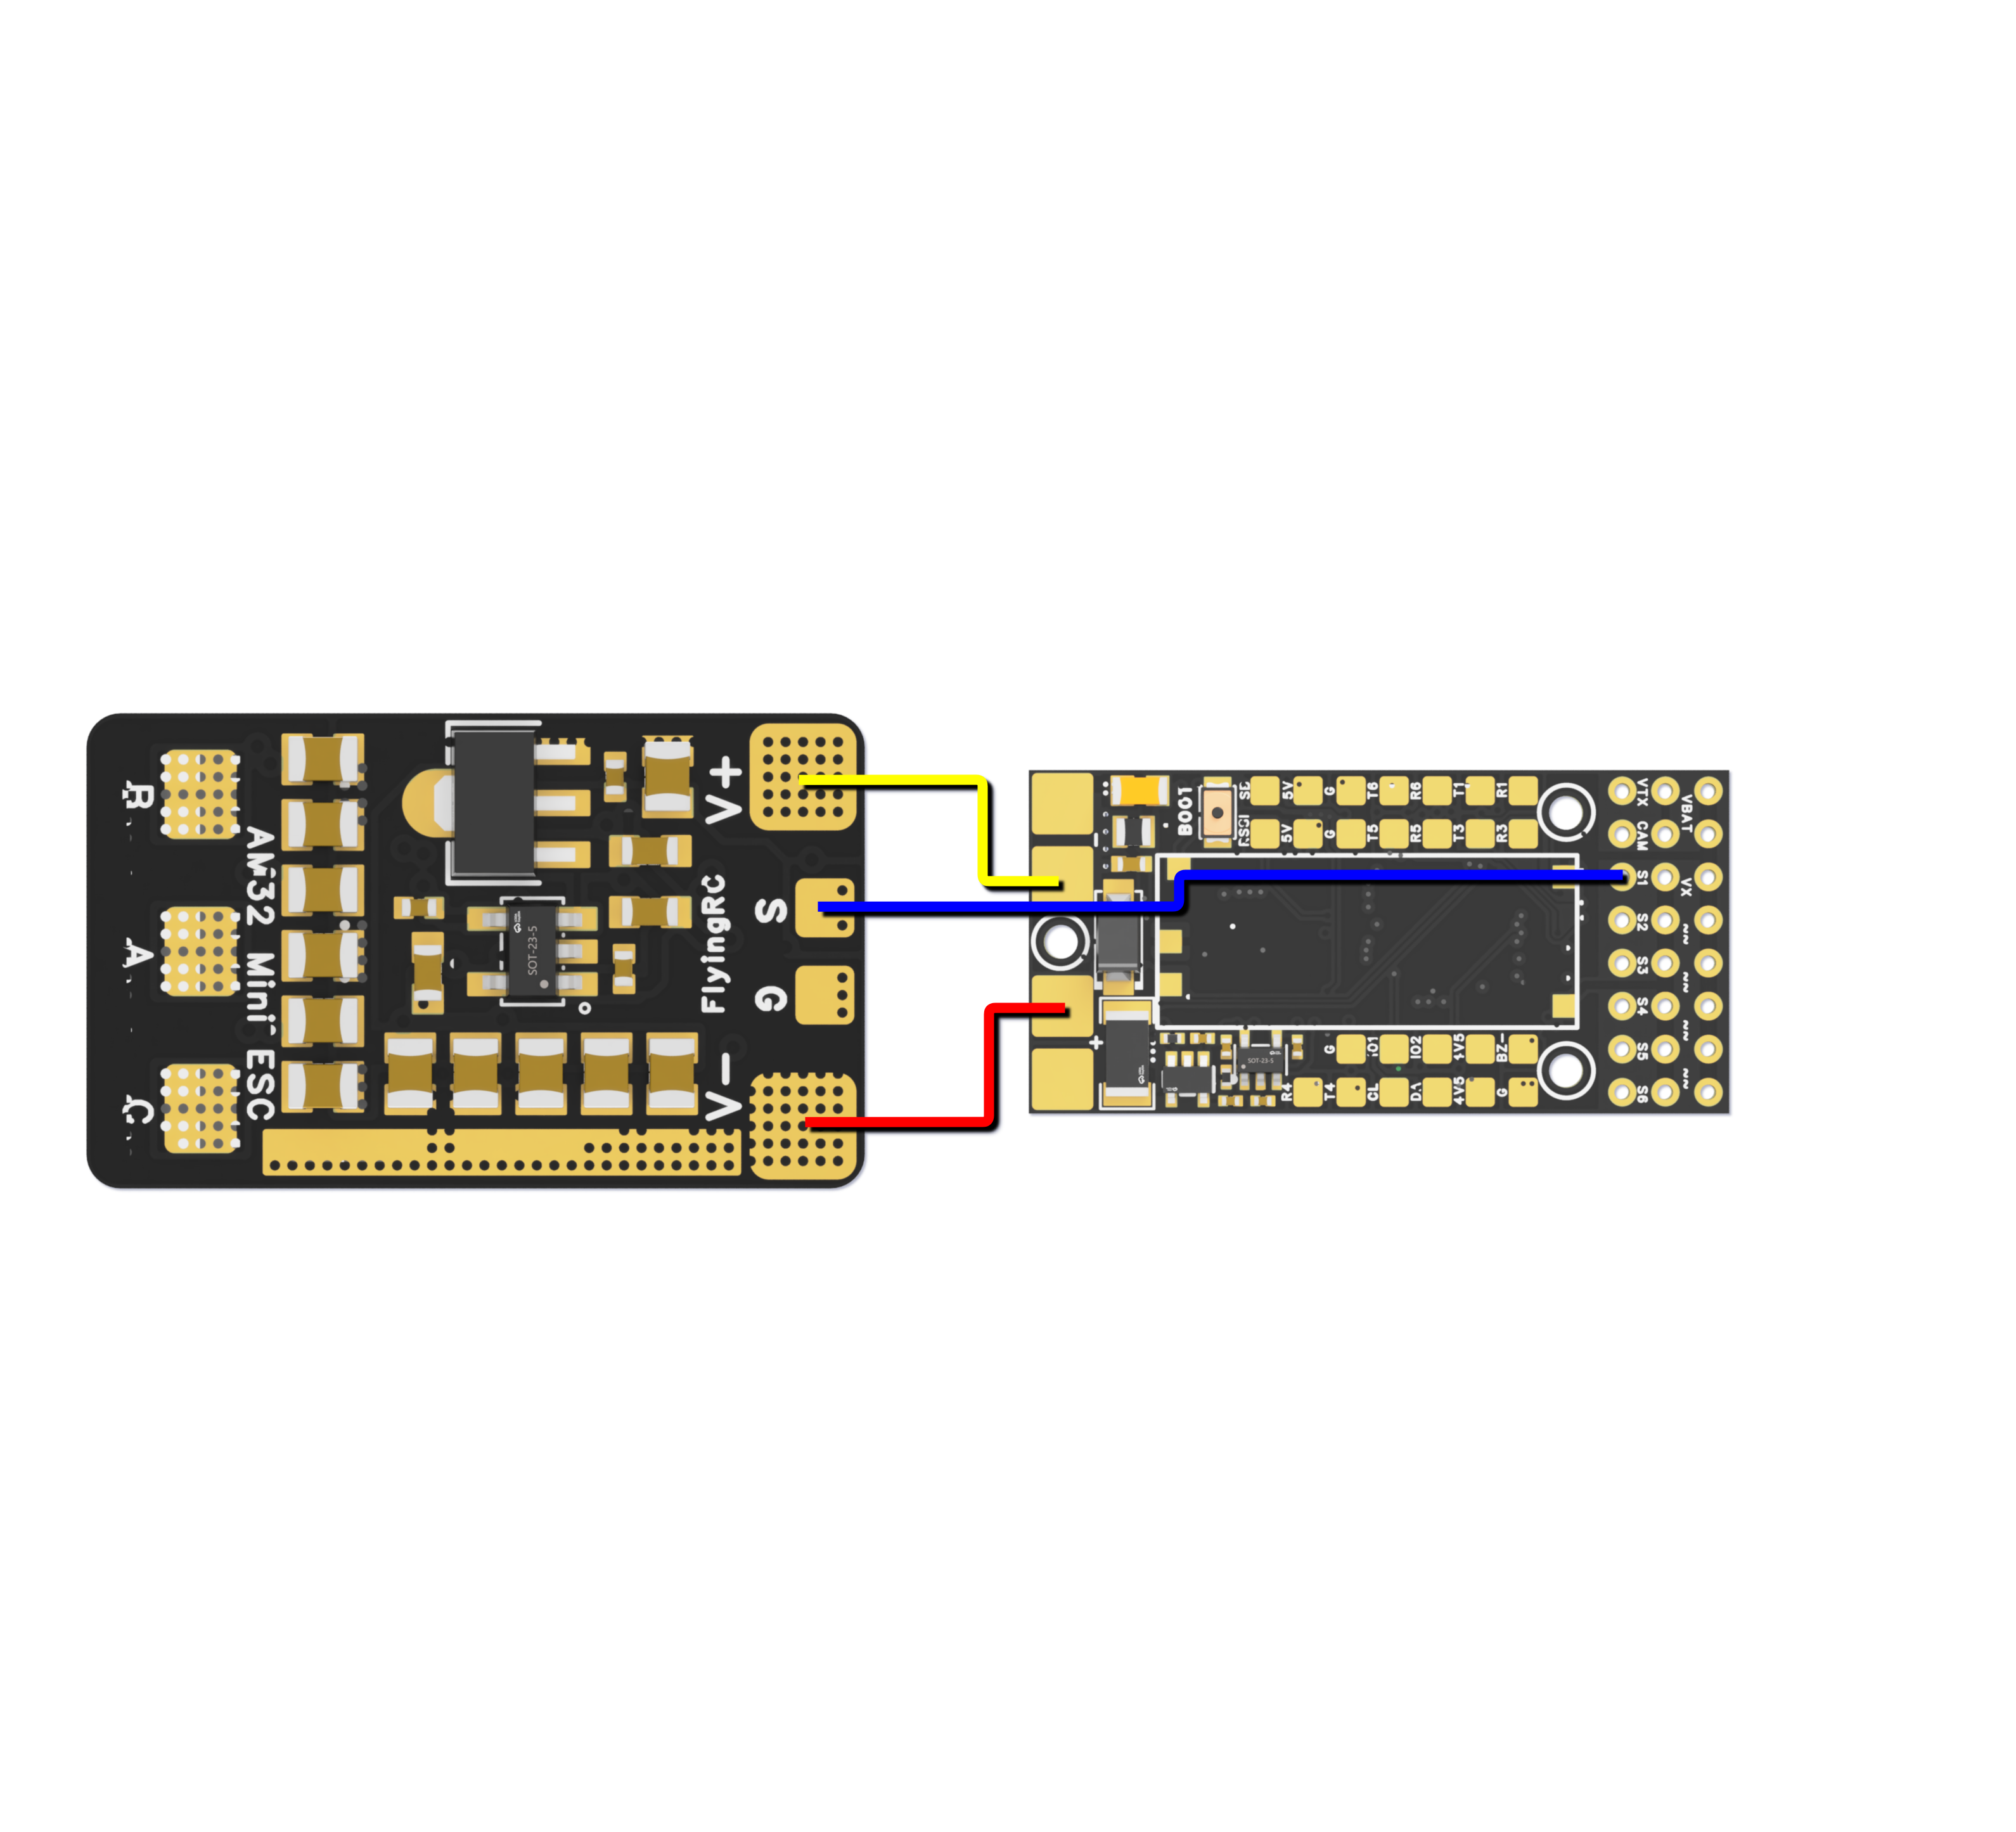 R
A
C
AM32 Mini ESC
SOT-23-5
FlyingRC
V+
S
G
V-
-
+
BOOT
5V
G
T6
R6
T1
R1
5V
G
T5
R5
T3
R3
G
IO2
4V5
BZ-
R4
T4
CL
DA
4V5
G
SOT-23-5
VTX
CAM
VBAT
VX
S1
S2
S3
S4
S5
S6